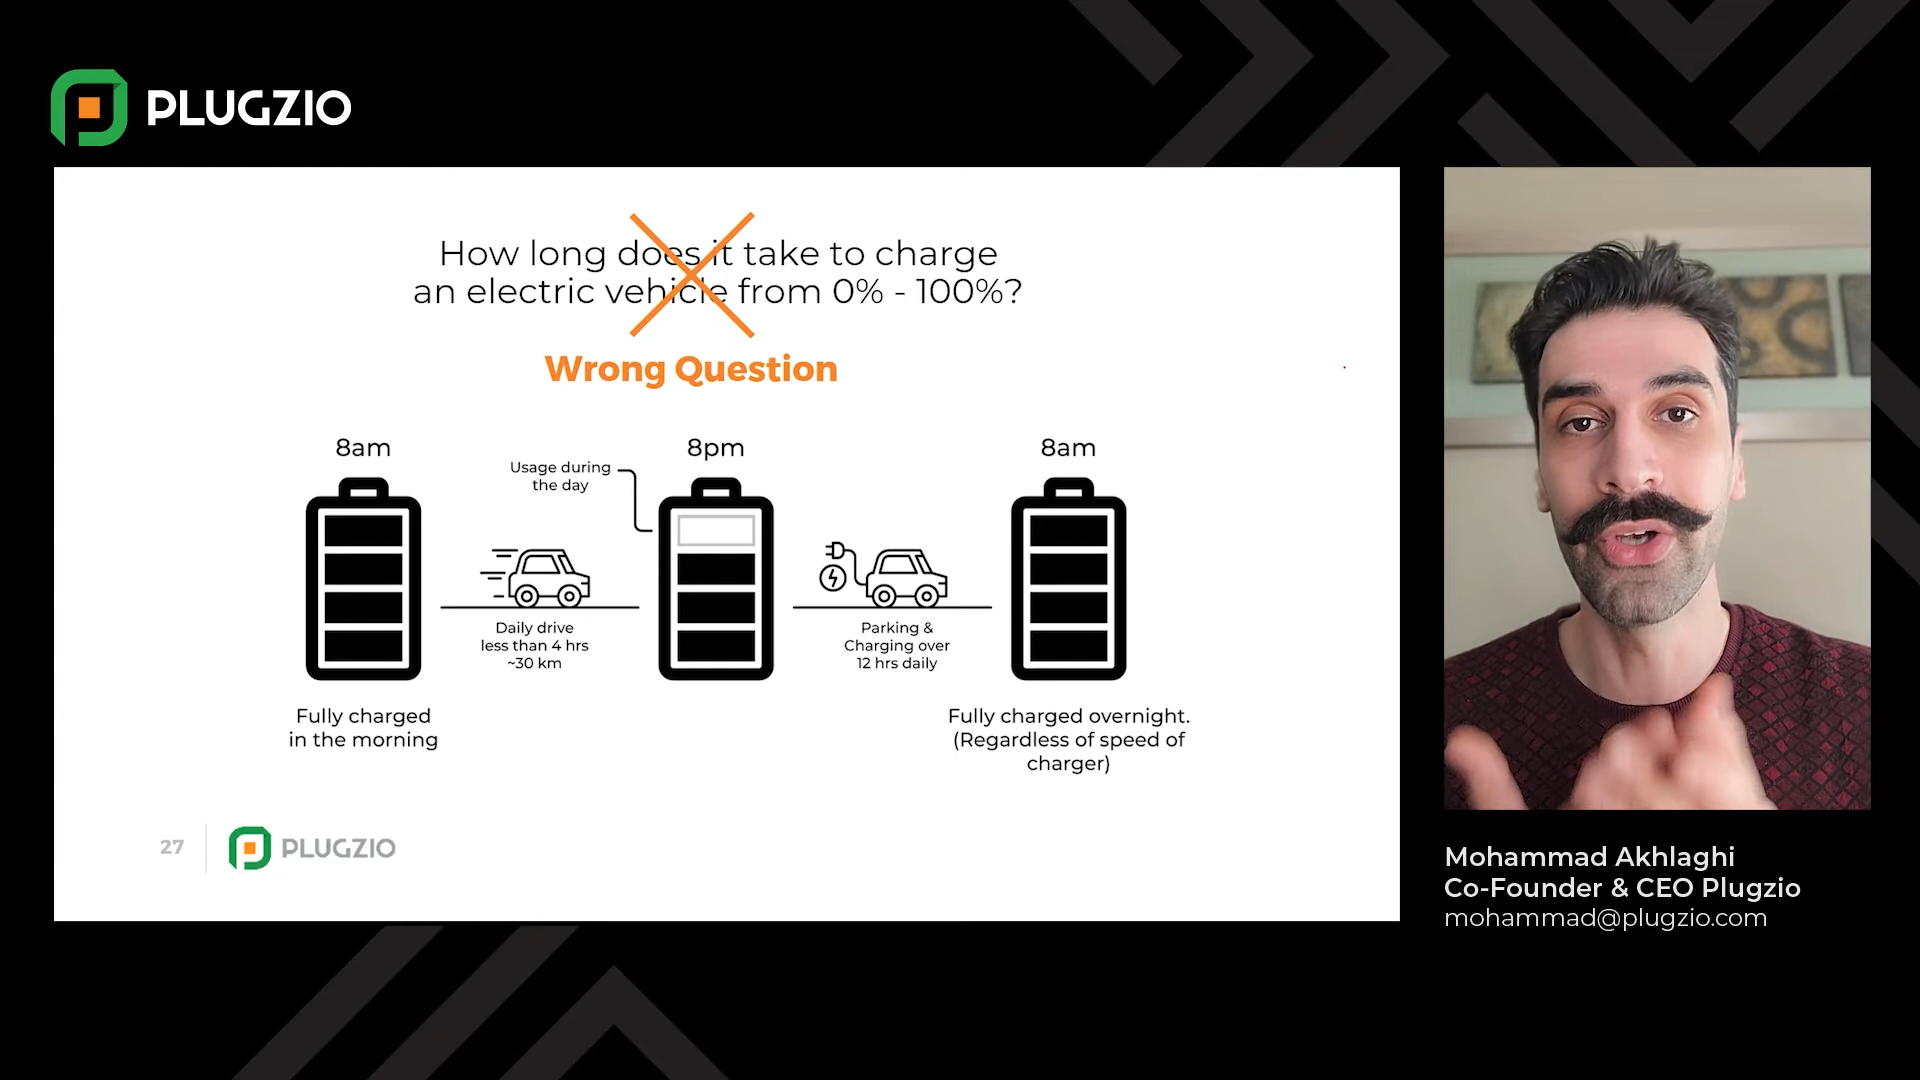 PLUGZIO
How long does it take to charge
an electric vehicle from 0% - 100%?
Wrong Question
8am
8pm
8am
Usage during
the day
Daily drive
less than 4 hrs
~30 km
Parking &
Charging over
12 hrs daily
Fully charged
in the morning
Fully charged overnight.
(Regardless of speed of
charger)
27
PLUGZIO
Mohammad Akhlaghi
Co-Founder & CEO Plugzio
mohammad@plugzio.com